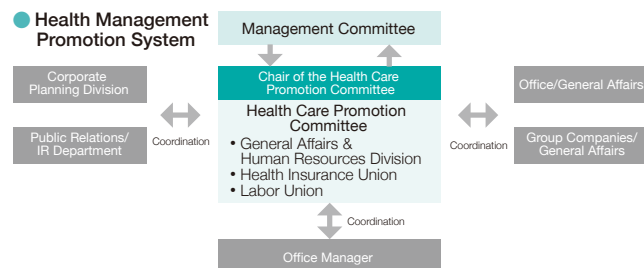 ● Health Management
Promotion System
Management Committee
Chair of the Health Care
Promotion Committee
Health Care Promotion
Committee
• General Affairs &
Human Resources Division
• Health Insurance Union
• Labor Union
Corporate
Planning Division
Public Relations/
IR Department
Coordination
Office/General Affairs
Group Companies/
General Affairs
Coordination
Coordination
Office Manager